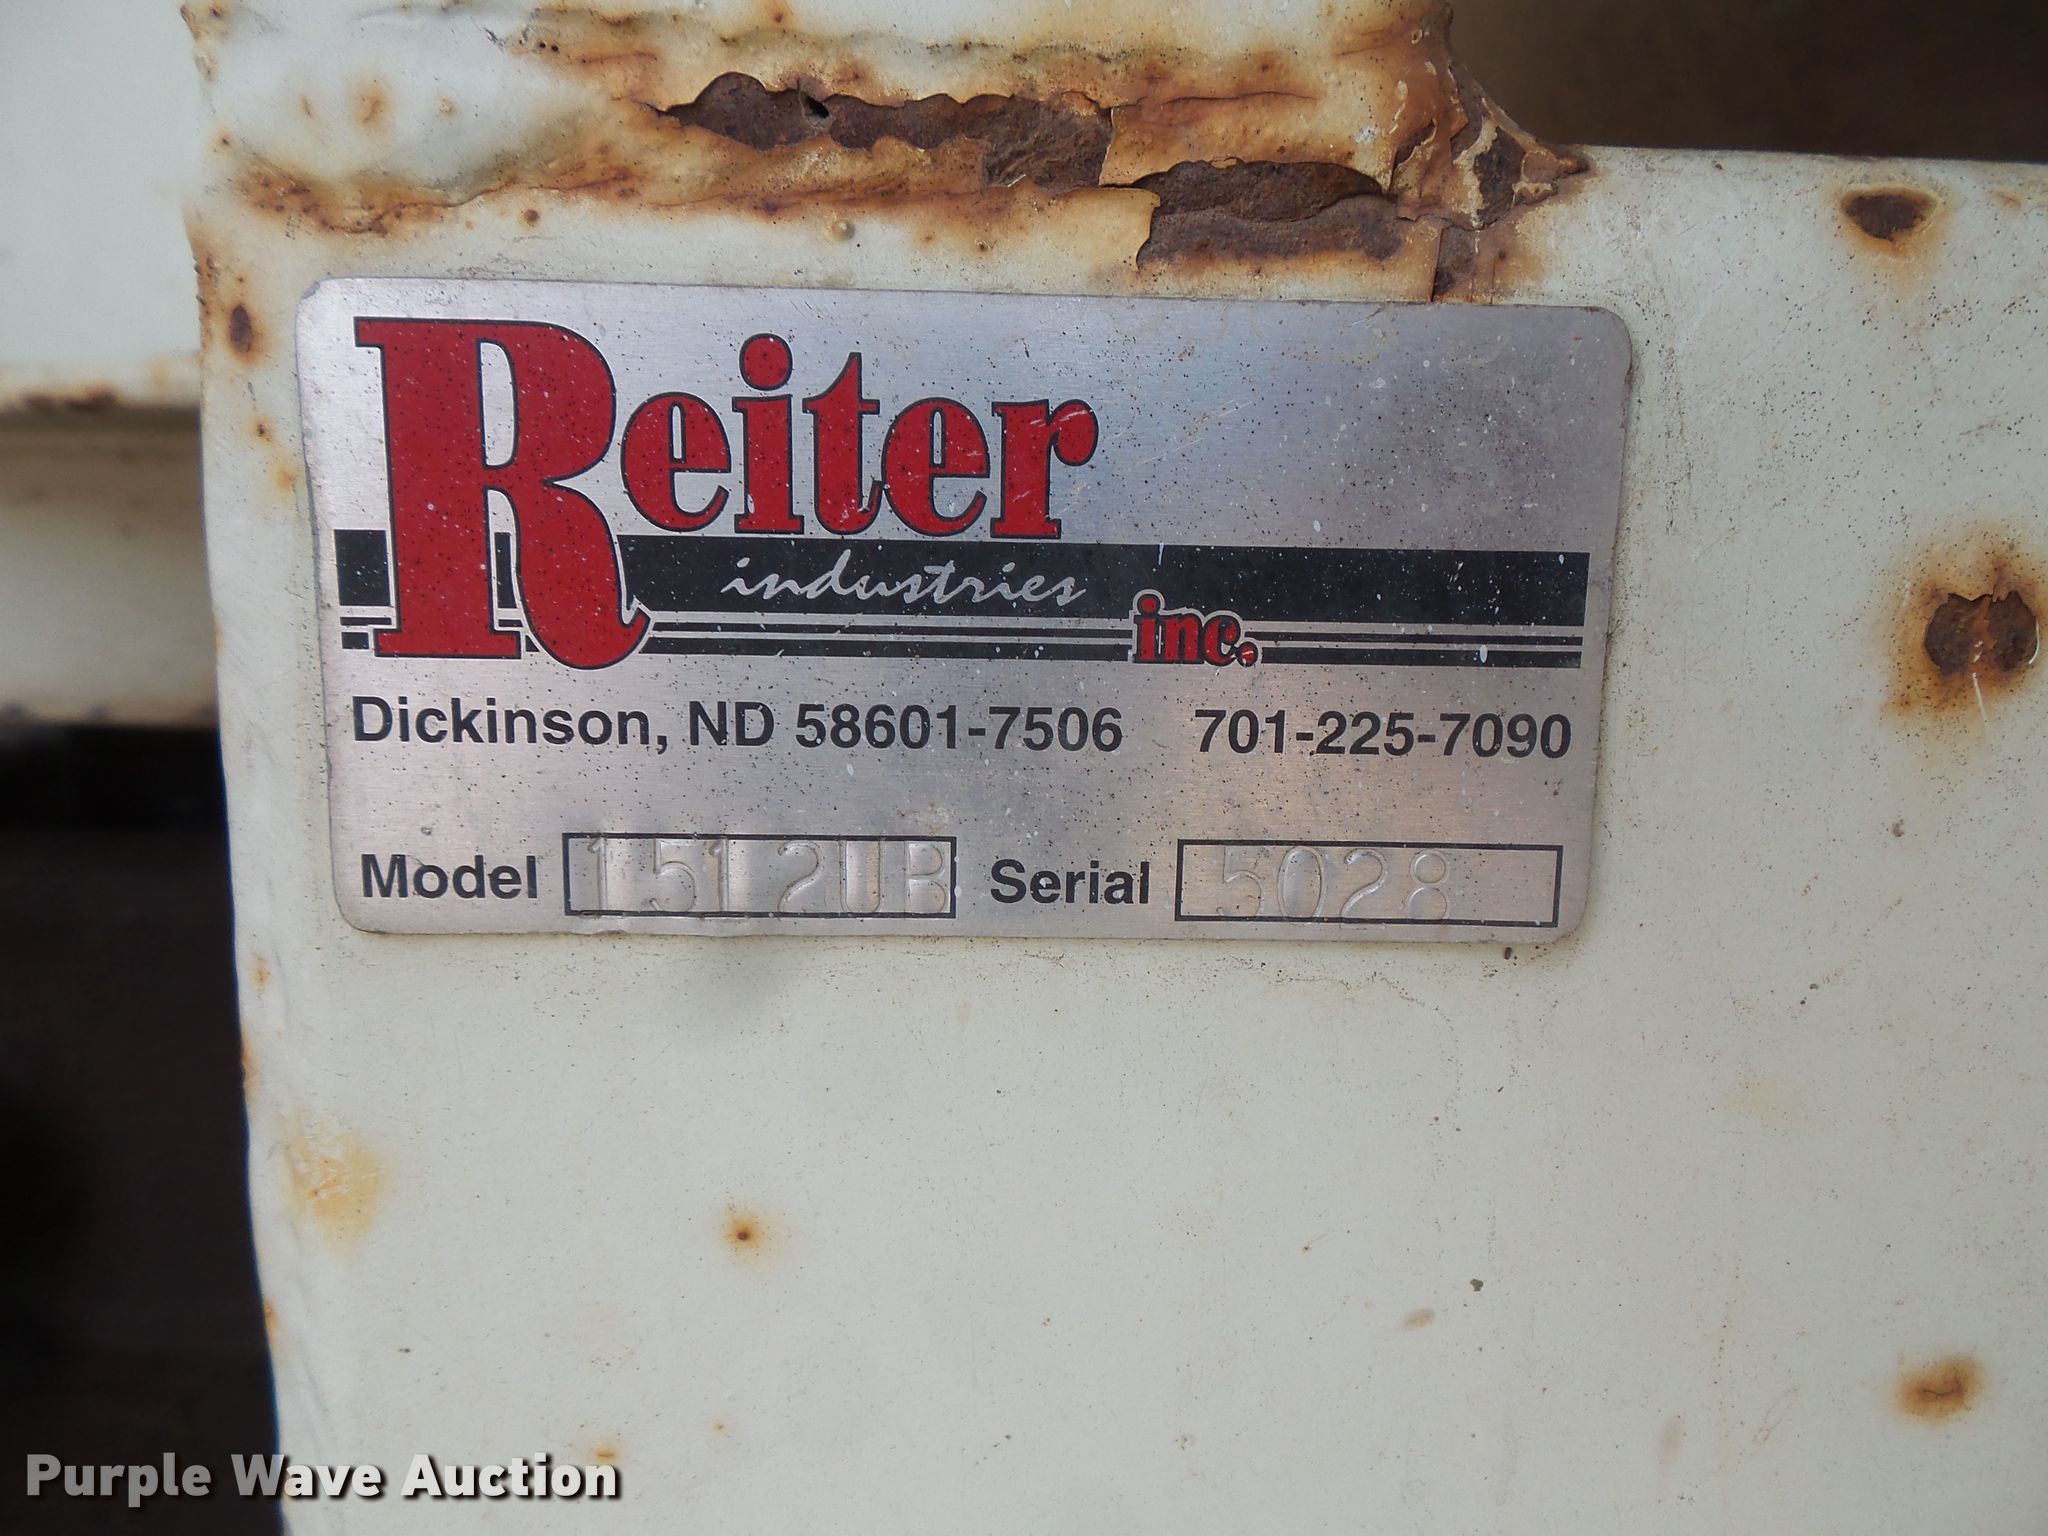 Reiter
industries
inc.
Dickinson, ND 58601-7506 701-225-7090
Model 1512UB Serial 5028
Purple Wave Auction